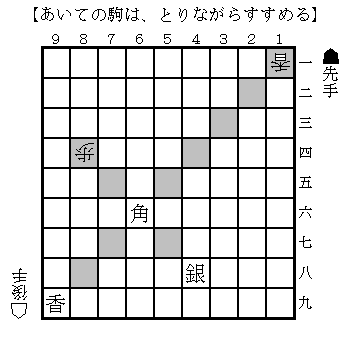 【あいての駒は、とりながらすすめる】
9 8 7 6 5 4 3 2 1
香 一
二
三
歩 四
五
角 六
七
銀 八
香 九
先手
後手